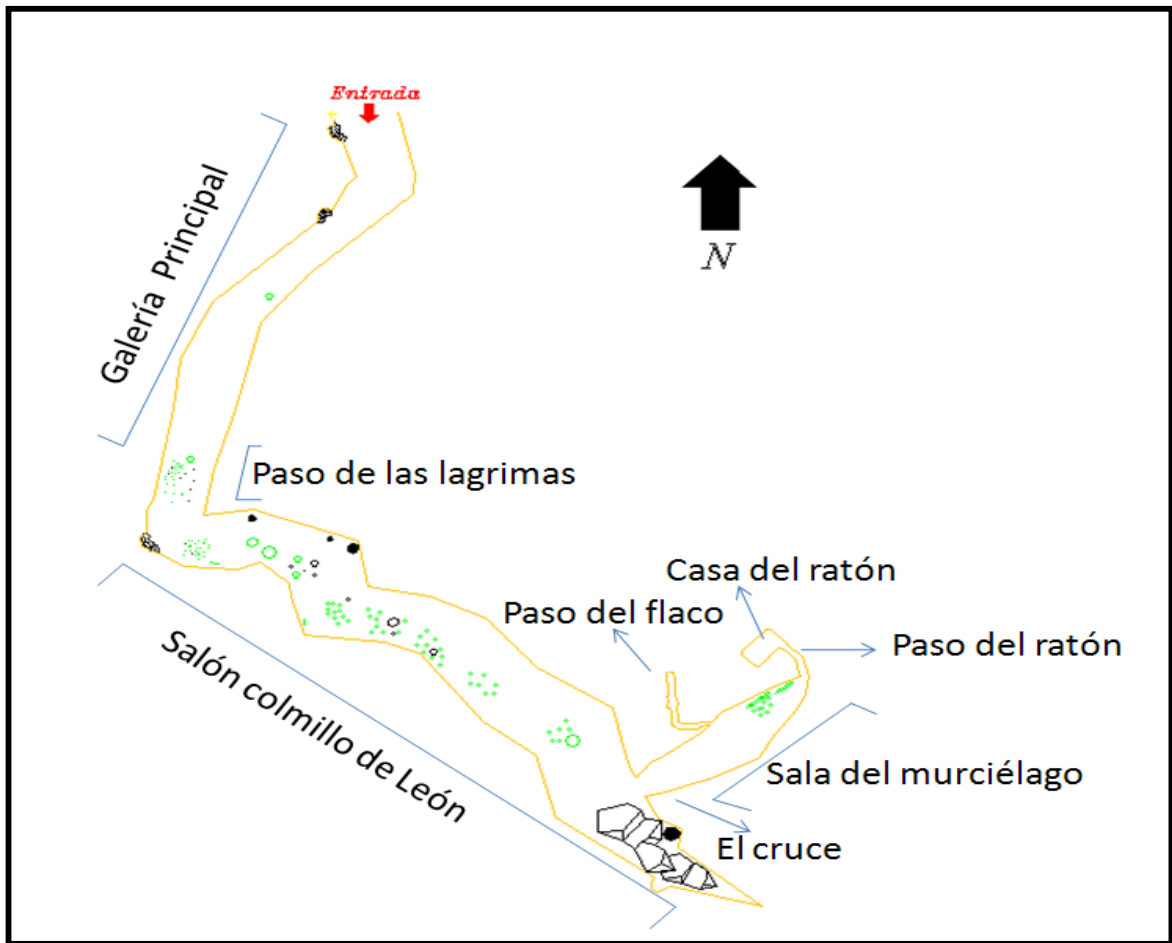 Entrada
Galería Principal
N
Paso de las lagrimas
Casa del ratón
Paso del flaco
Paso del ratón
Salón colmillo de León
Sala del murciélago
El cruce